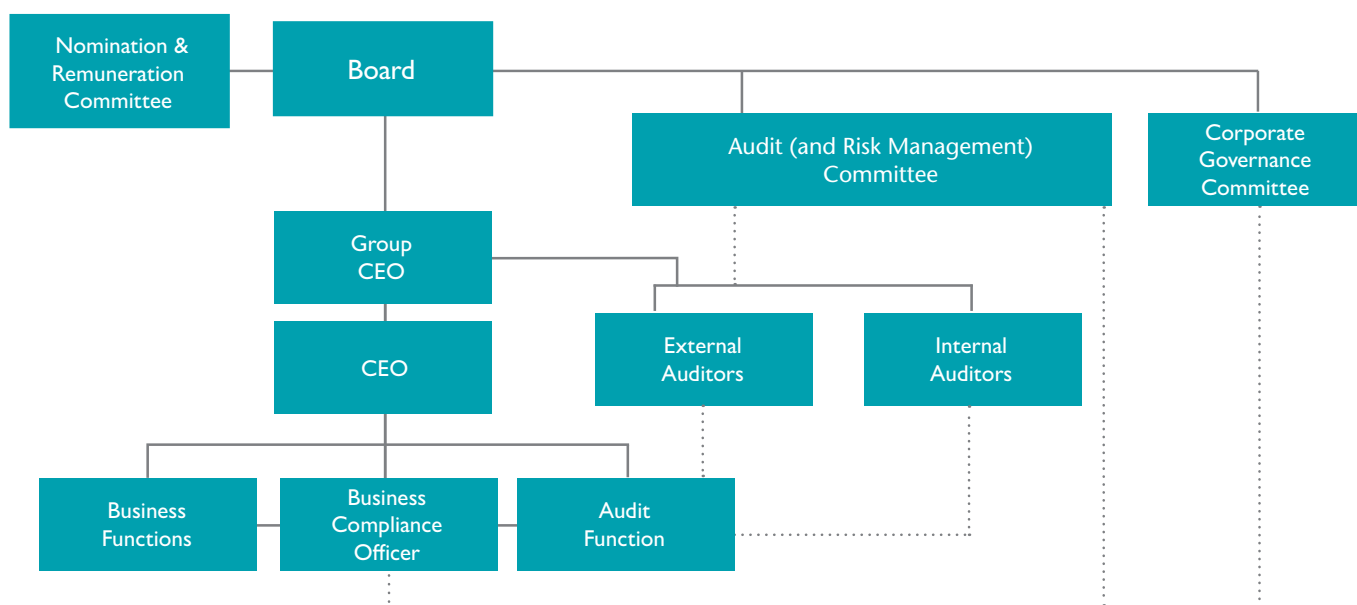 Nomination &
Remuneration
Committee
Board
Audit (and Risk Management)
Committee
Corporate
Governance
Committee
Group
CEO
External
Auditors
Internal
Auditors
CEO
Business
Functions
Business
Compliance
Officer
Audit
Function